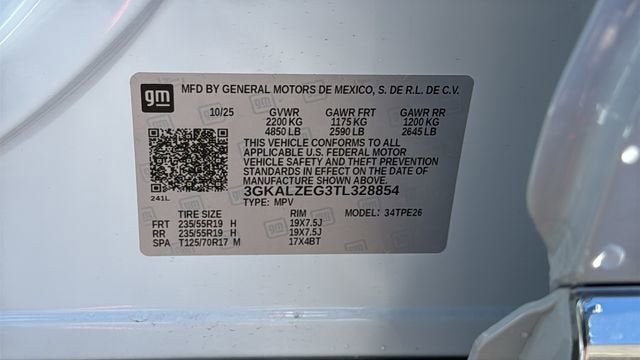 gm
MFD BY GENERAL MOTORS DE MEXICO, S. DE R.L. DE C.V.
10/25 GVWR GAWR FRT GAWR RR
2200 KG 1175 KG 1200 KG
4850 LB 2590 LB 2645 LB
THIS VEHICLE CONFORMS TO ALL
APPLICABLE U.S. FEDERAL MOTOR
VEHICLE SAFETY AND THEFT PREVENTION
STANDARDS IN EFFECT ON THE DATE OF
MANUFACTURE SHOWN ABOVE.
3GKALZEG3TL328854
241L TYPE: MPV
TIRE SIZE RIM MODEL: 34TPE26
FRT 235/55R19 H 19X7.5J
RR 235/55R19 H 19X7.5J
SPA T125/70R17 M 17X4BT